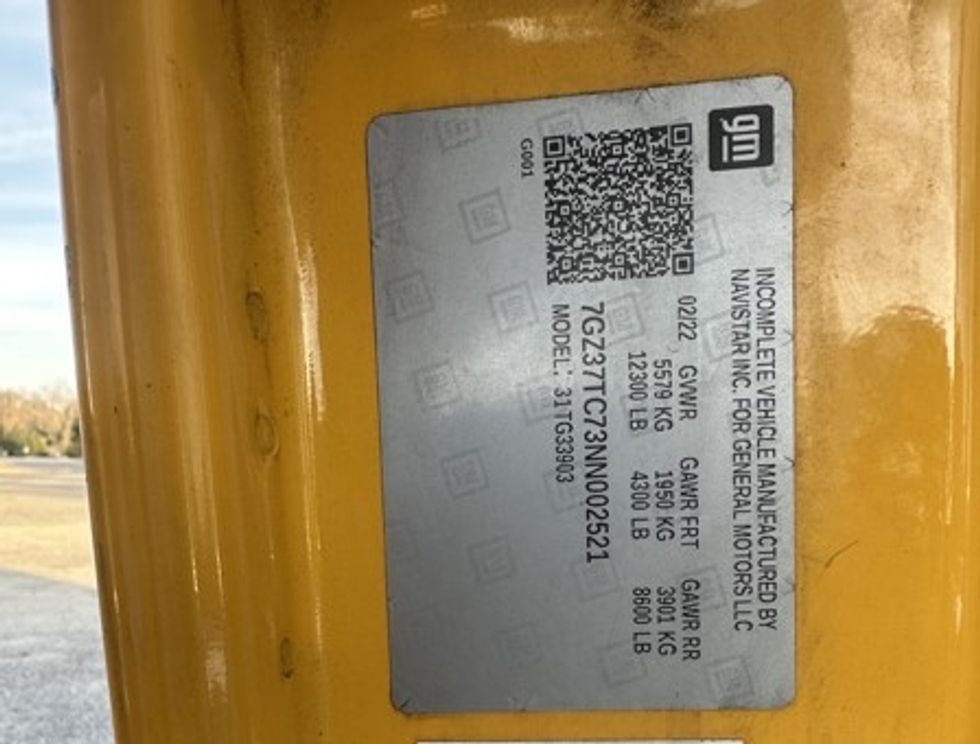 gm
INCOMPLETE VEHICLE MANUFACTURED BY
NAVISTAR INC. FOR GENERAL MOTORS LLC
02/22 GVWR GAWR FRT GAWR RR
5579 KG 1950 KG 3901 KG
12300 LB 4300 LB 8600 LB
7GZ37TC73NN002521
MODEL: 31TG33903
G001